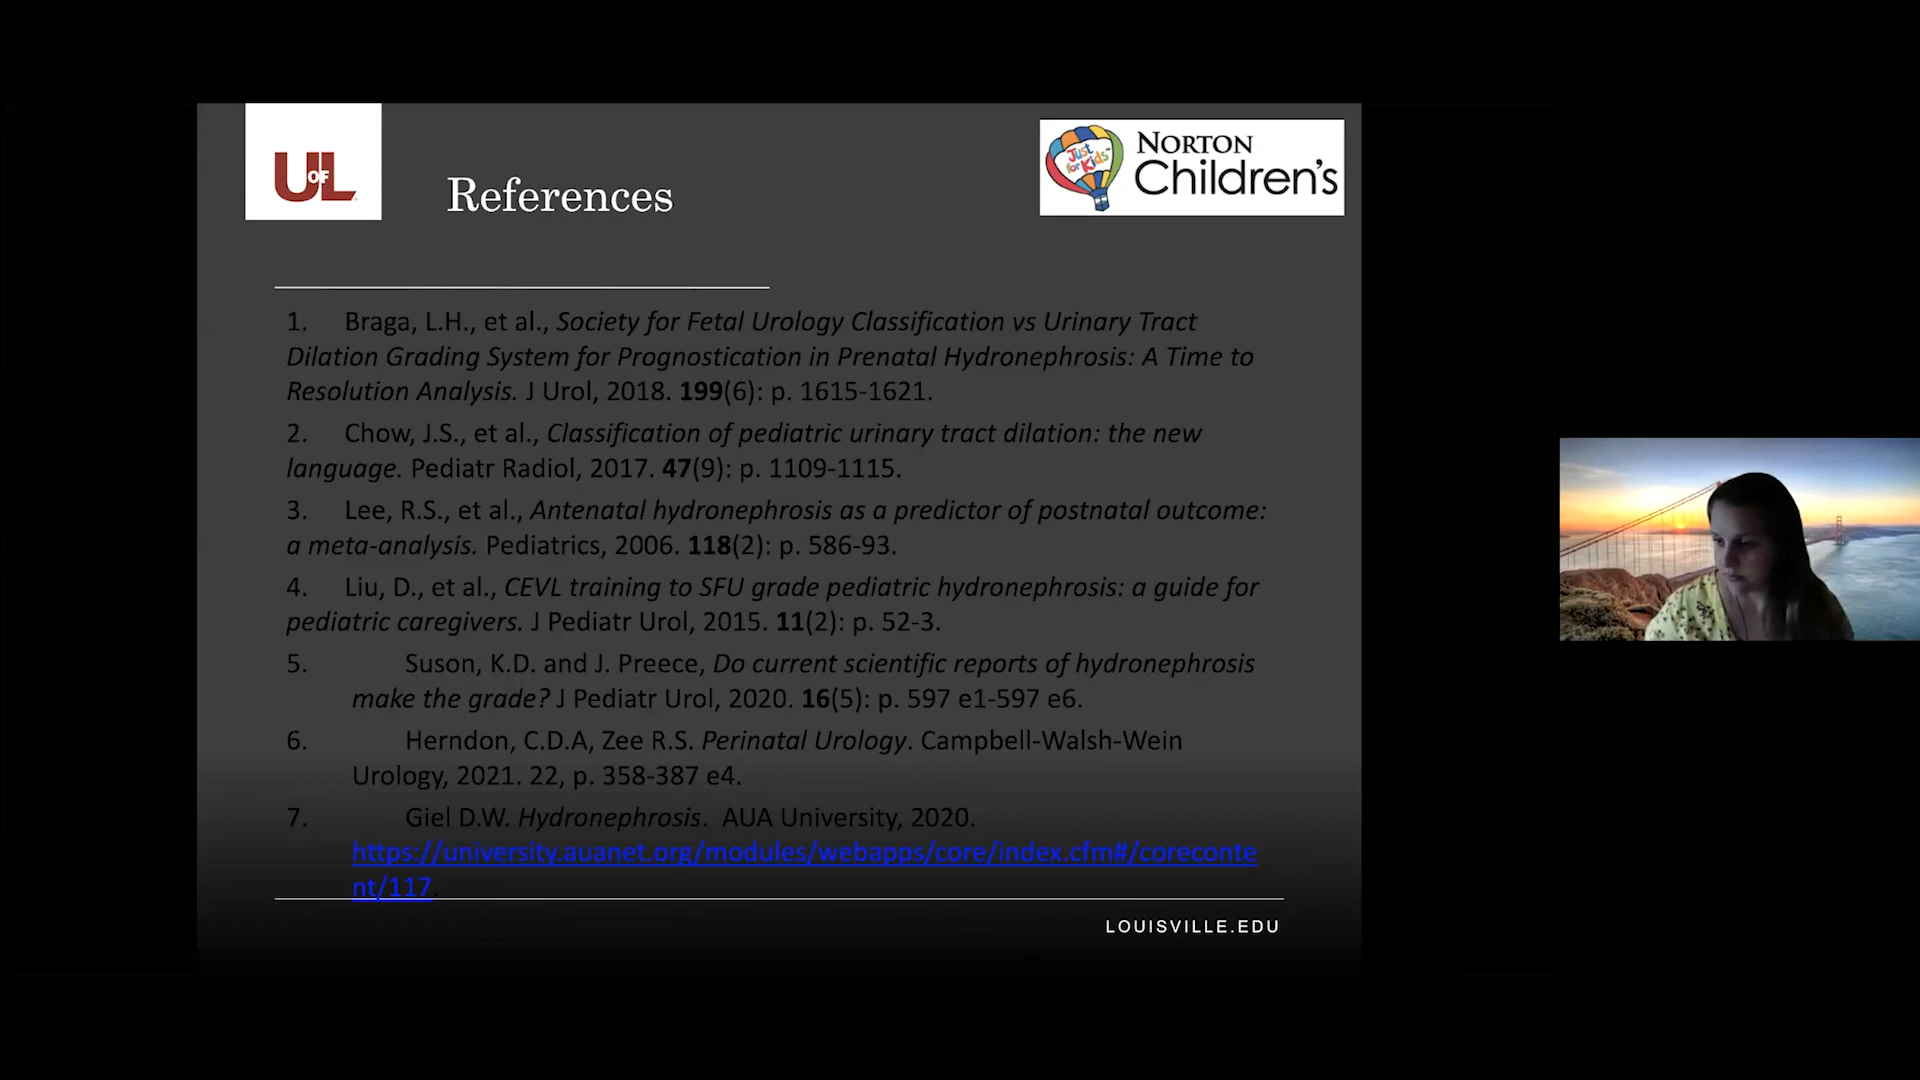 UofL
References
Just for Kids
NORTON
Children's
1. Braga, L.H., et al., Society for Fetal Urology Classification vs Urinary Tract
Dilation Grading System for Prognostication in Prenatal Hydronephrosis: A Time to
Resolution Analysis. J Urol, 2018. 199(6): p. 1615-1621.
2. Chow, J.S., et al., Classification of pediatric urinary tract dilation: the new
language. Pediatr Radiol, 2017. 47(9): p. 1109-1115.
3. Lee, R.S., et al., Antenatal hydronephrosis as a predictor of postnatal outcome:
a meta-analysis. Pediatrics, 2006. 118(2): p. 586-93.
4. Liu, D., et al., CEVL training to SFU grade pediatric hydronephrosis: a guide for
pediatric caregivers. J Pediatr Urol, 2015. 11(2): p. 52-3.
5. Suson, K.D. and J. Preece, Do current scientific reports of hydronephrosis
make the grade? J Pediatr Urol, 2020. 16(5): p. 597 e1-597 e6.
6. Herndon, C.D.A, Zee R.S. Perinatal Urology. Campbell-Walsh-Wein
Urology, 2021. 22, p. 358-387 e4.
7. Giel D.W. Hydronephrosis. AUA University, 2020.
https://university.auanet.org/modules/webapps/core/index.cfm#/coreconte
nt/117.
LOUISVILLE.EDU